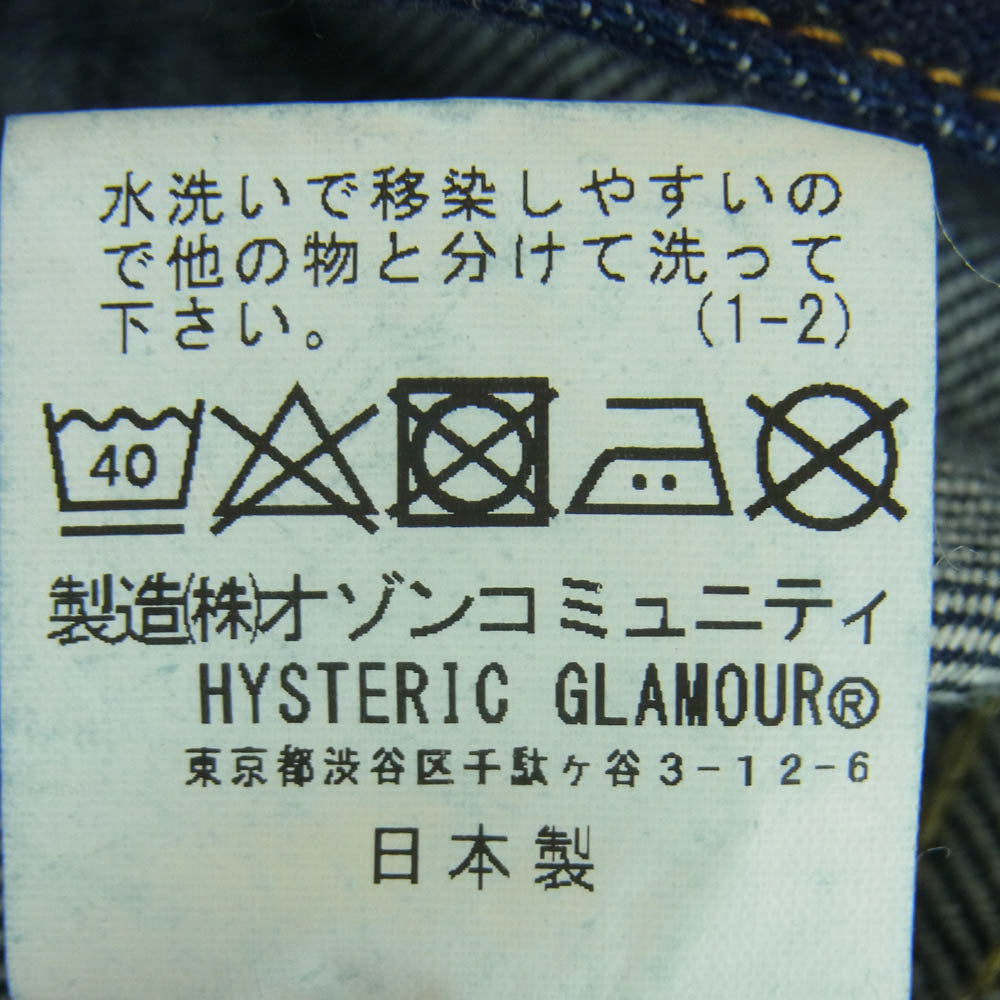 水洗いで移染しやすいの
で他の物と分けて洗って
下さい。 (1-2)
40
製造(株)オゾンコミュニティ
HYSTERIC GLAMOUR®
東京都渋谷区千駄ヶ谷3-12-6
日本製